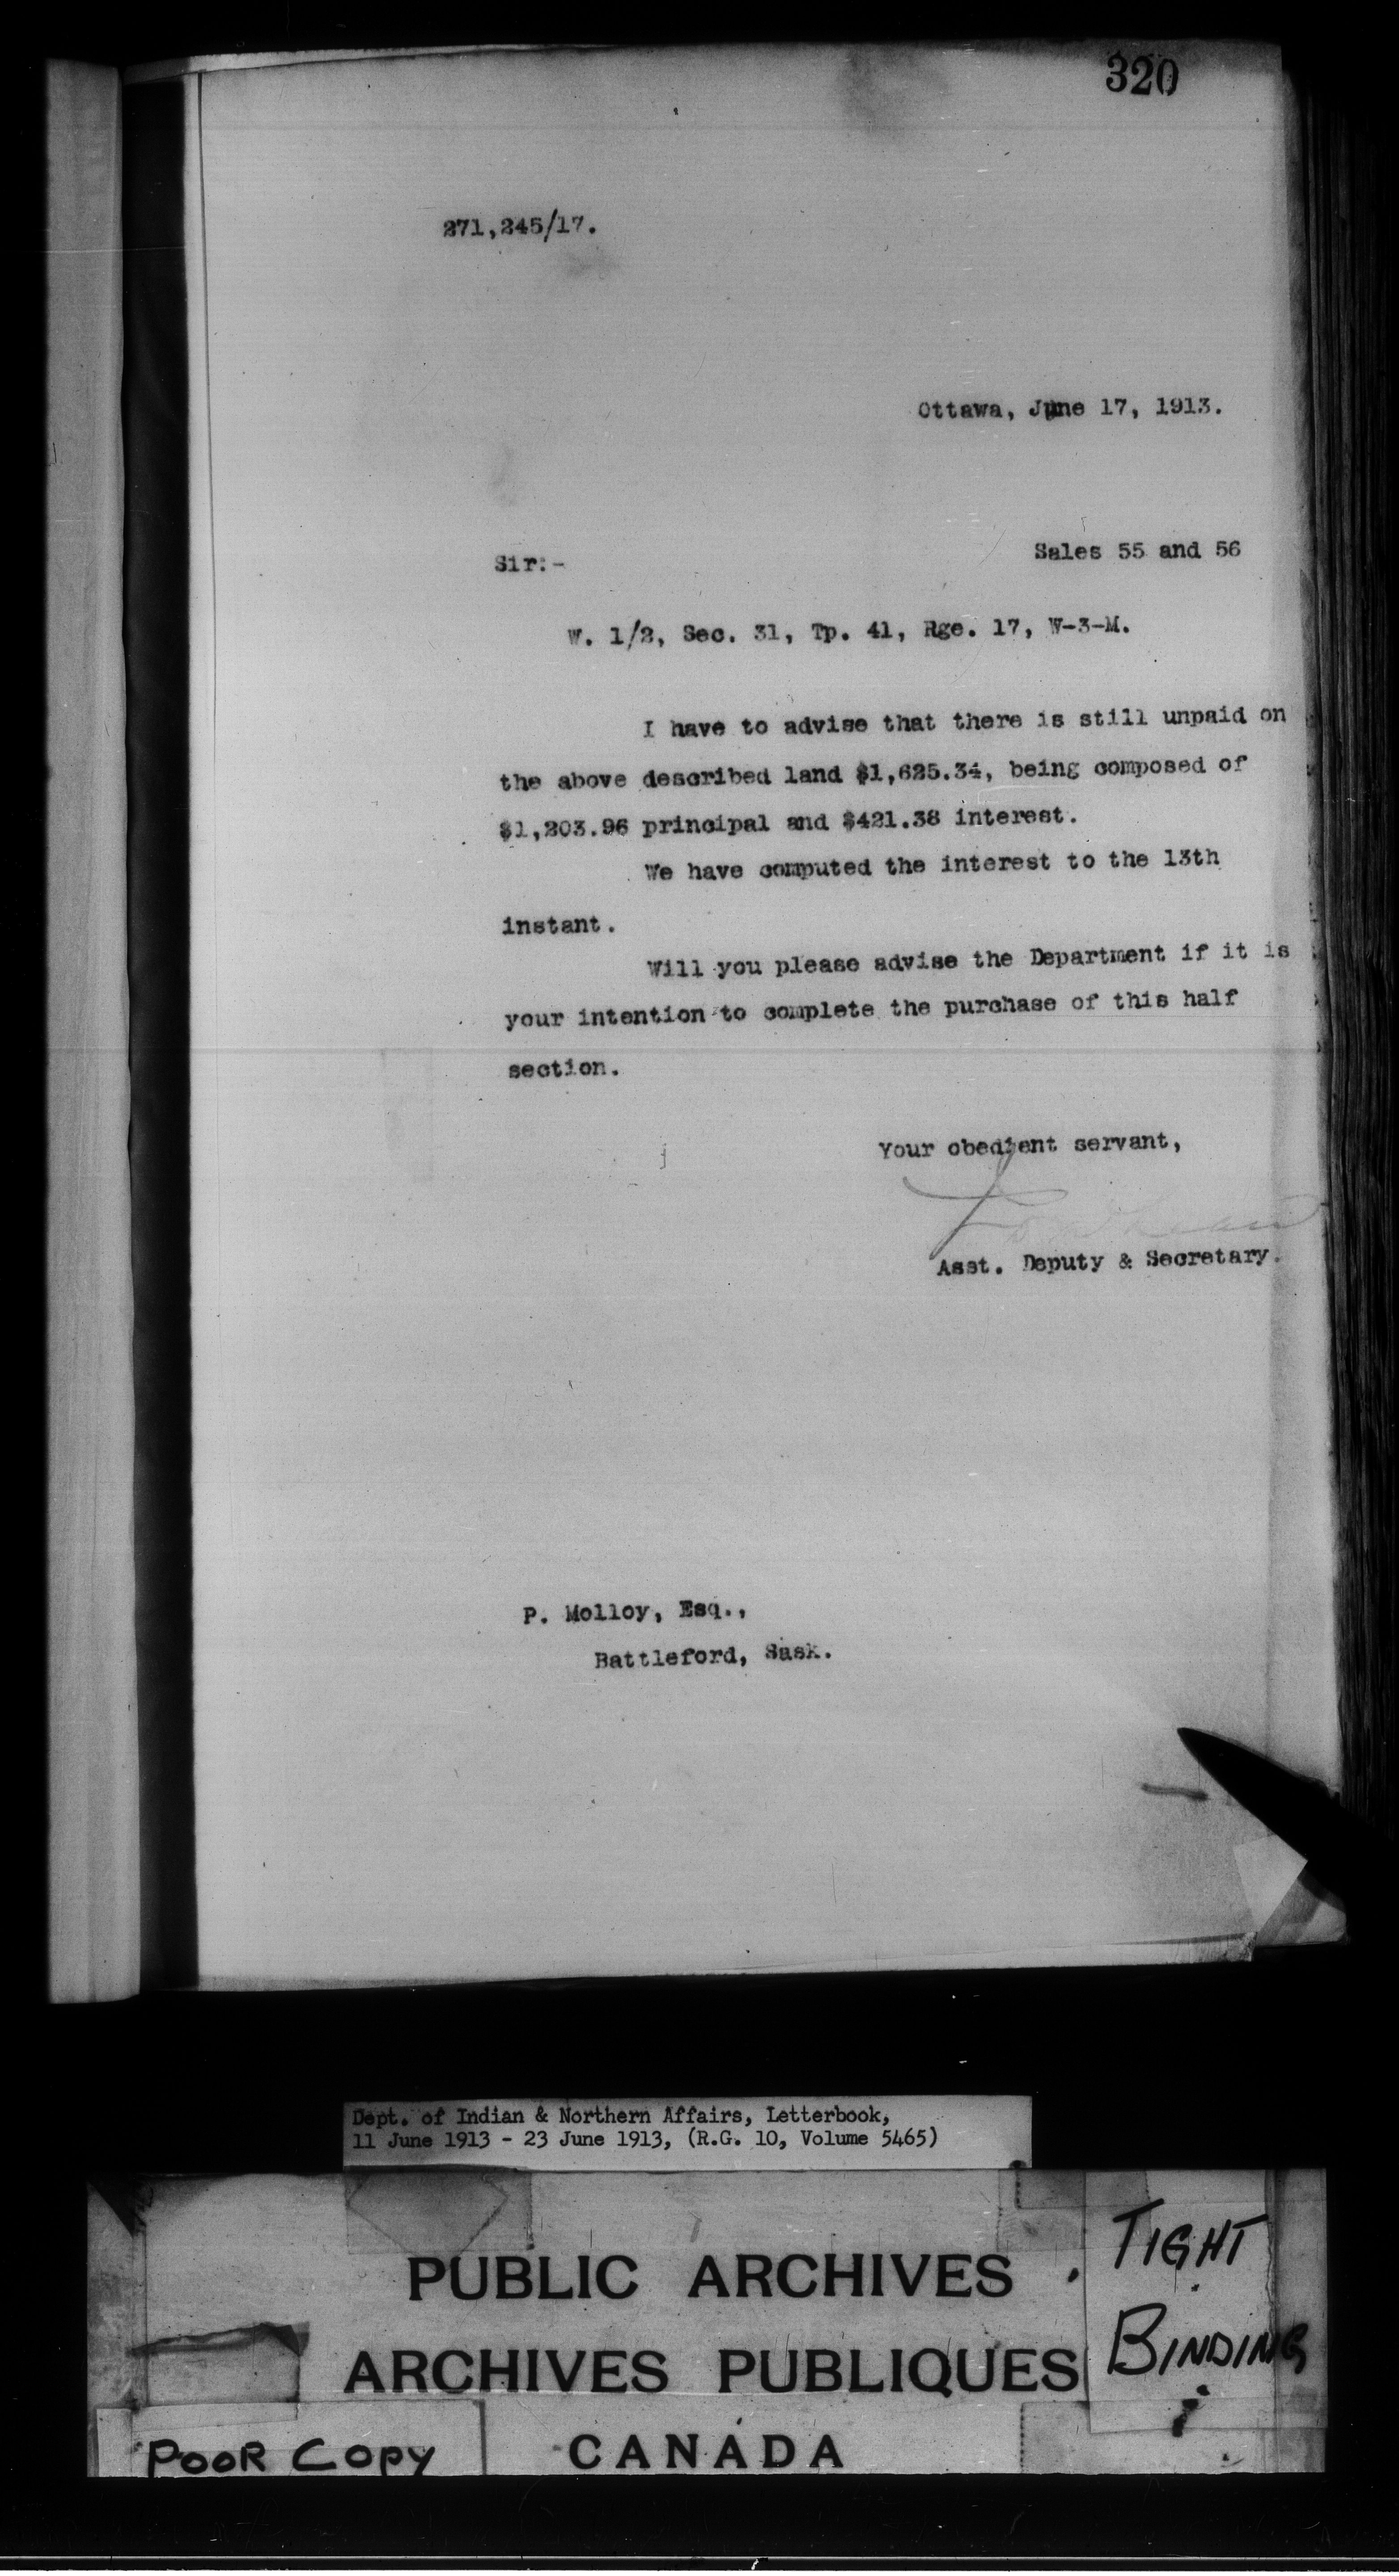 320
271,245/17.
Ottawa, June 17, 1913.
Sales 55 and 56
Sir:-
W. 1/2, Sec. 31, Tp. 41, Rge. 17, W-3-M.
I have to advise that there is still unpaid on
the above described land $1,625.34, being composed of
$1,203.96 principal and $421.38 interest.
We have computed the interest to the 13th
instant.
Will you please advise the Department if it is
your intention to complete the purchase of this half
section.
Your obedient servant,
Asst. Deputy & Secretary.
P. Molloy, Esq.,
Battleford, Sask.
Dept. of Indian & Northern Affairs, Letterbook,
11 June 1913 - 23 June 1913, (R.G. 10, Volume 5465)
PUBLIC ARCHIVES
ARCHIVES PUBLIQUES
CANADA
TIGHT
BINDING
POOR COPY